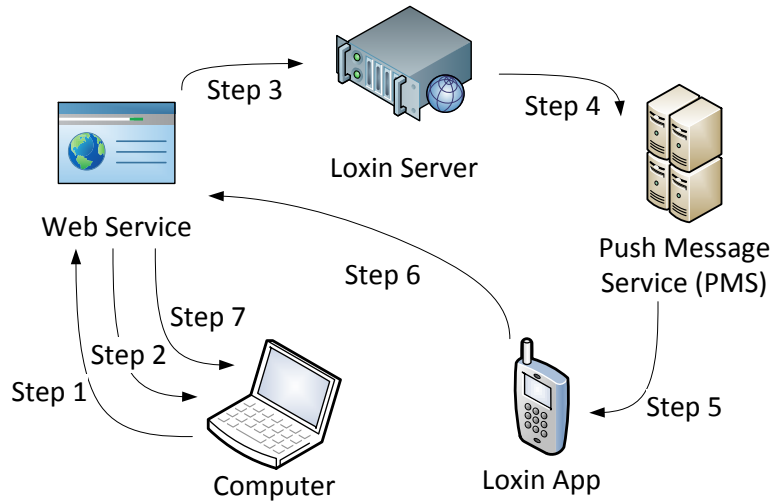 Step 3
Step 4
Loxin Server
Web Service
Push Message
Service (PMS)
Step 6
Step 7
Step 2
Step 1
Step 5
Computer
Loxin App